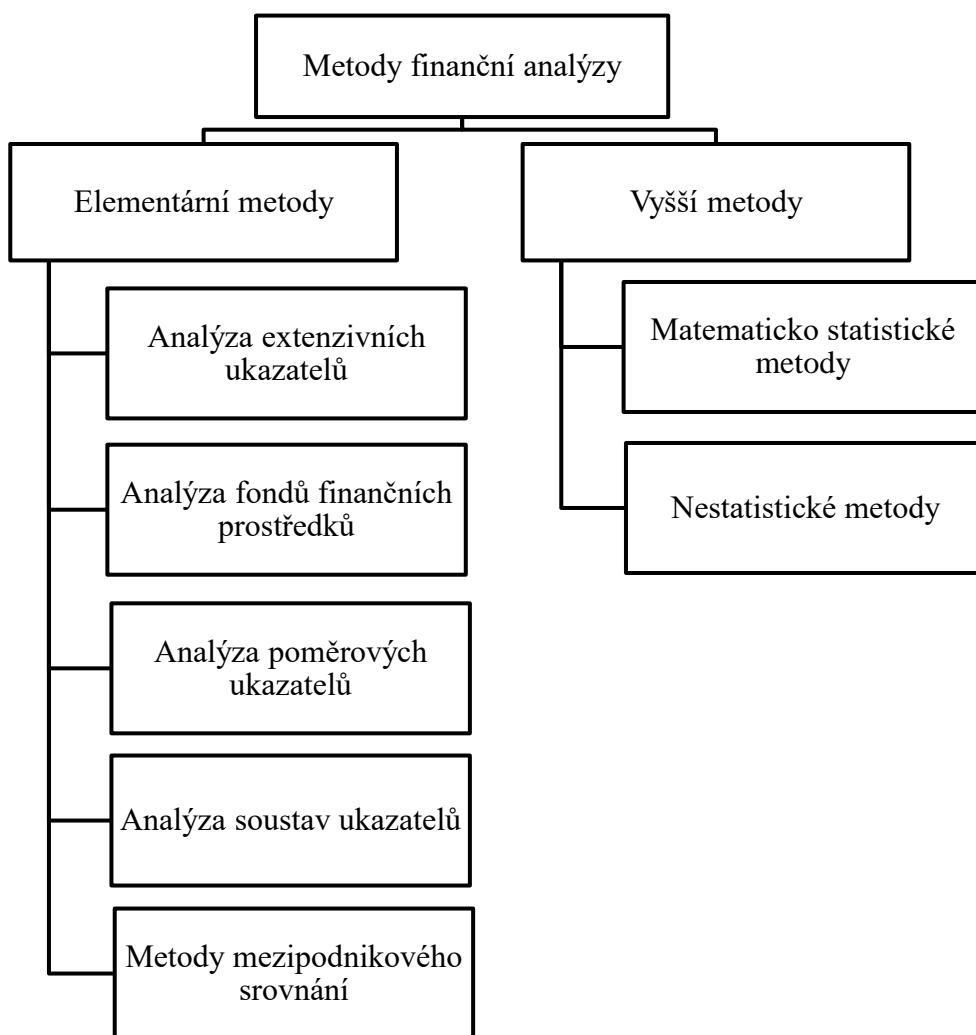 Metody finanční analýzy
Elementární metody
Vyšší metody
Analýza extenzivních
ukazatelů
Matematicko statistické
metody
Analýza fondů finančních
prostředků
Nestatistické metody
Analýza poměrových
ukazatelů
Analýza soustav ukazatelů
Metody mezipodnikového
srovnání